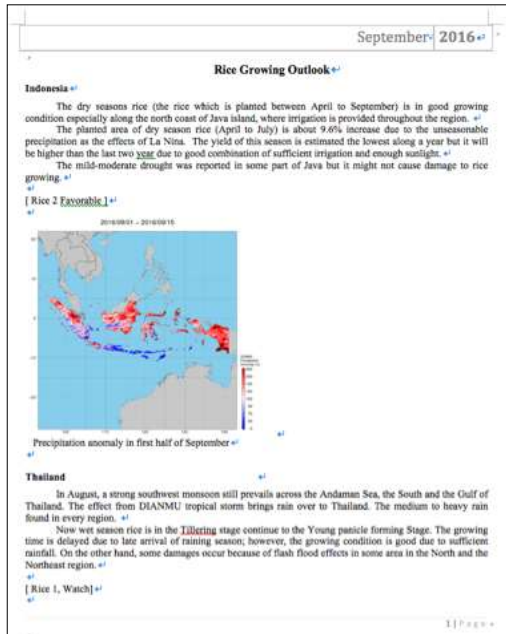 September 2016
Rice Growing Outlook
Indonesia
The dry seasons rice (the rice which is planted between April to September) is in good growing
condition especially along the north coast of Java island, where irrigation is provided throughout the region.
The planted area of dry season rice (April to July) is about 9.6% increase due to the unseasonable
precipitation as the effects of La Nina. The yield of this season is estimated the lowest along a year but it will
be higher than the last two year due to good combination of sufficient irrigation and enough sunlight.
The mild-moderate drought was reported in some part of Java but it might not cause damage to rice
growing.
[ Rice 2 Favorable ]
2016/09/01 - 2016/09/15
Precipitation anomaly in first half of September
Thailand
In August, a strong southwest monsoon still prevails across the Andaman Sea, the South and the Gulf of
Thailand. The effect from DIANMU tropical storm brings rain over to Thailand. The medium to heavy rain
found in every region.
Now wet season rice is in the Tillering stage continue to the Young panicle forming Stage. The growing
time is delayed due to late arrival of raining season; however, the growing condition is good due to sufficient
rainfall. On the other hand, some damages occur because of flash flood effects in some area in the North and the
Northeast region.
[ Rice 1, Watch]
1 | Page